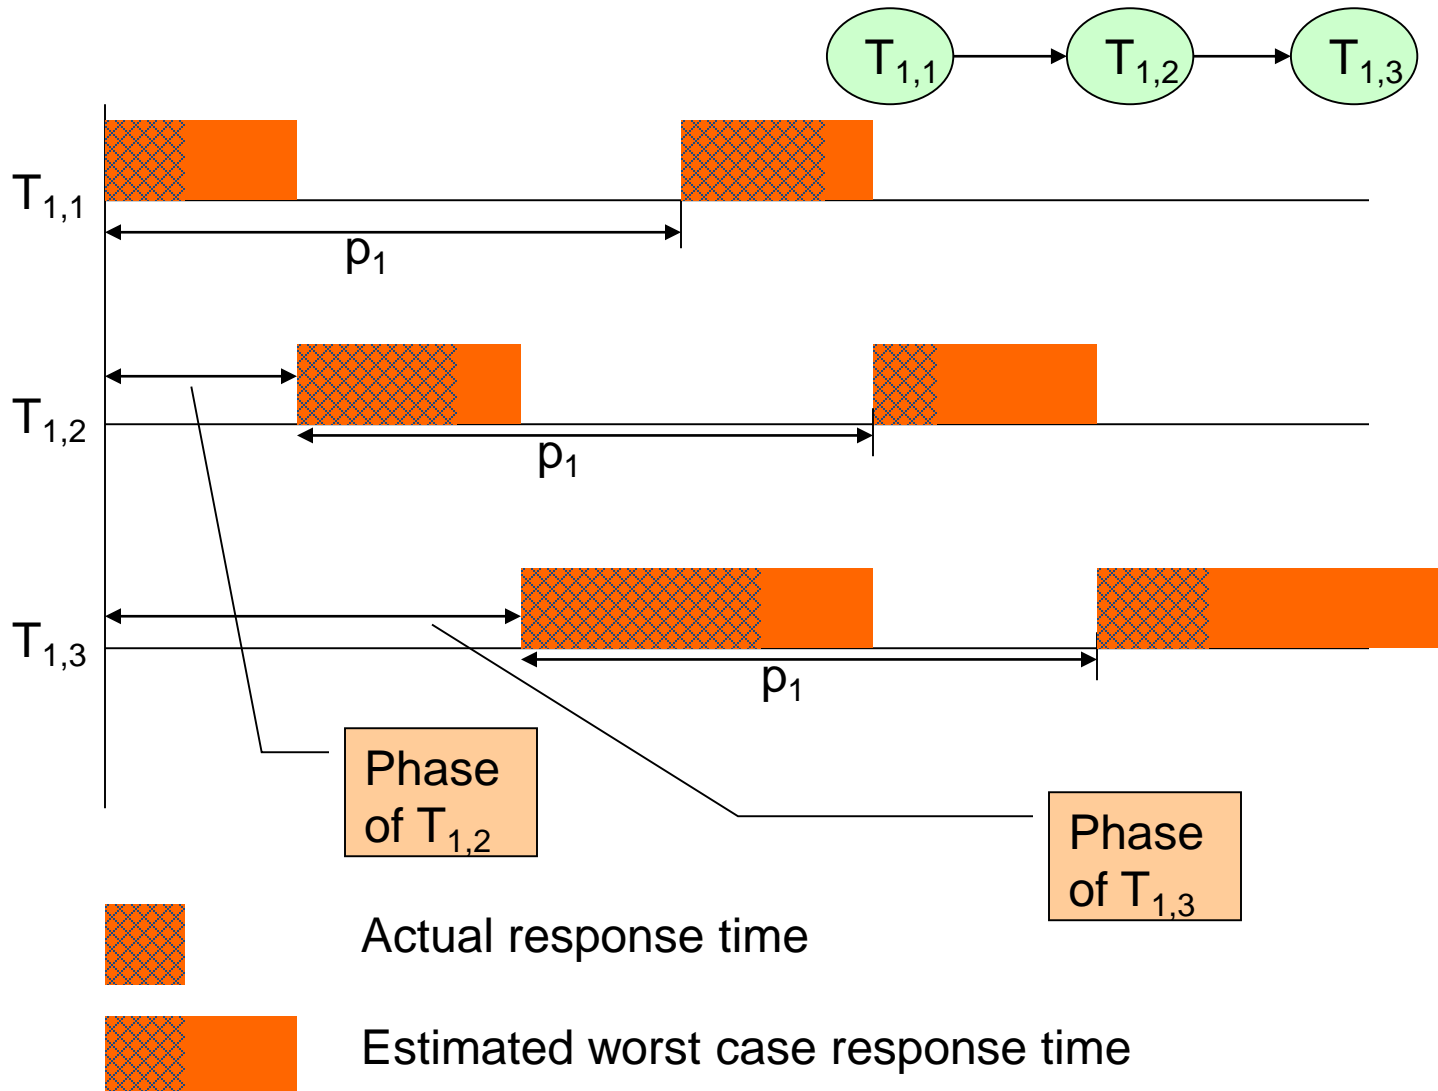 T1,1 T1,2 T1,3
T1,1
p1
T1,2
p1
T1,3
p1
Phase
of T1,2
Phase
of T1,3
Actual response time
Estimated worst case response time